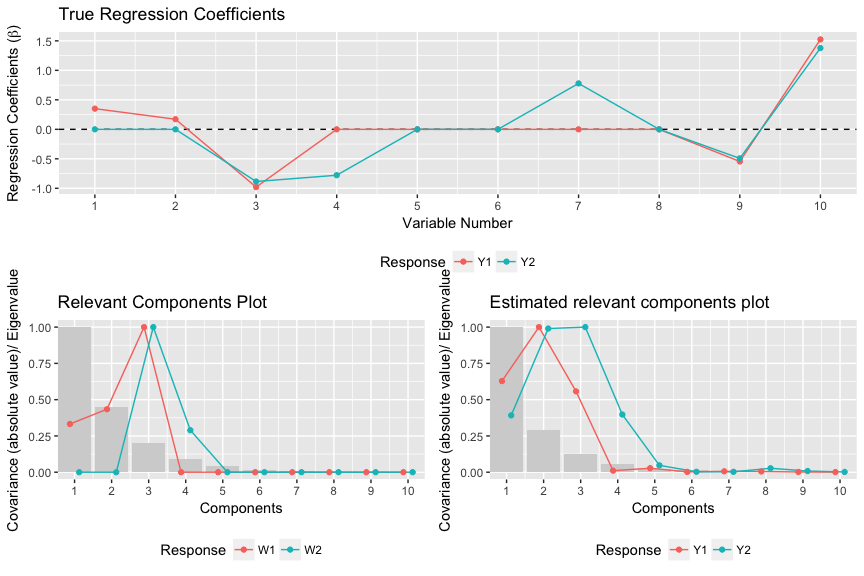 True Regression Coefficients
Regression Coefficients (β)
1.5
1.0
0.5
0.0
-0.5
-1.0
1 2 3 4 5 6 7 8 9 10
Variable Number
Response Y1 Y2
Relevant Components Plot
Covariance (absolute value)/ Eigenvalue
1.00
0.75
0.50
0.25
0.00
1 2 3 4 5 6 7 8 9 10
Components
Response W1 W2
Estimated relevant components plot
Covariance (absolute value)/ Eigenvalue
1.00
0.75
0.50
0.25
0.00
1 2 3 4 5 6 7 8 9 10
Components
Response Y1 Y2